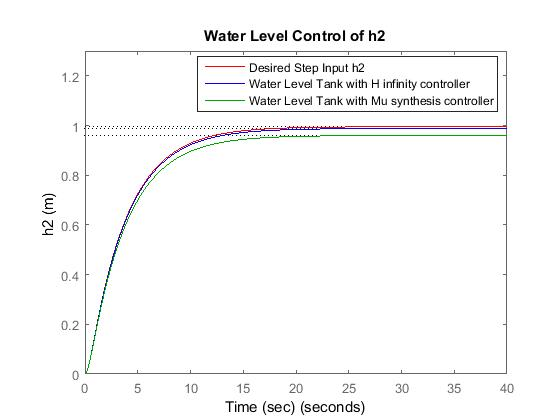 Water Level Control of h2
Desired Step Input h2
Water Level Tank with H infinity controller
Water Level Tank with Mu synthesis controller
h2 (m)
1.2
1
0.8
0.6
0.4
0.2
0
0 5 10 15 20 25 30 35 40
Time (sec) (seconds)